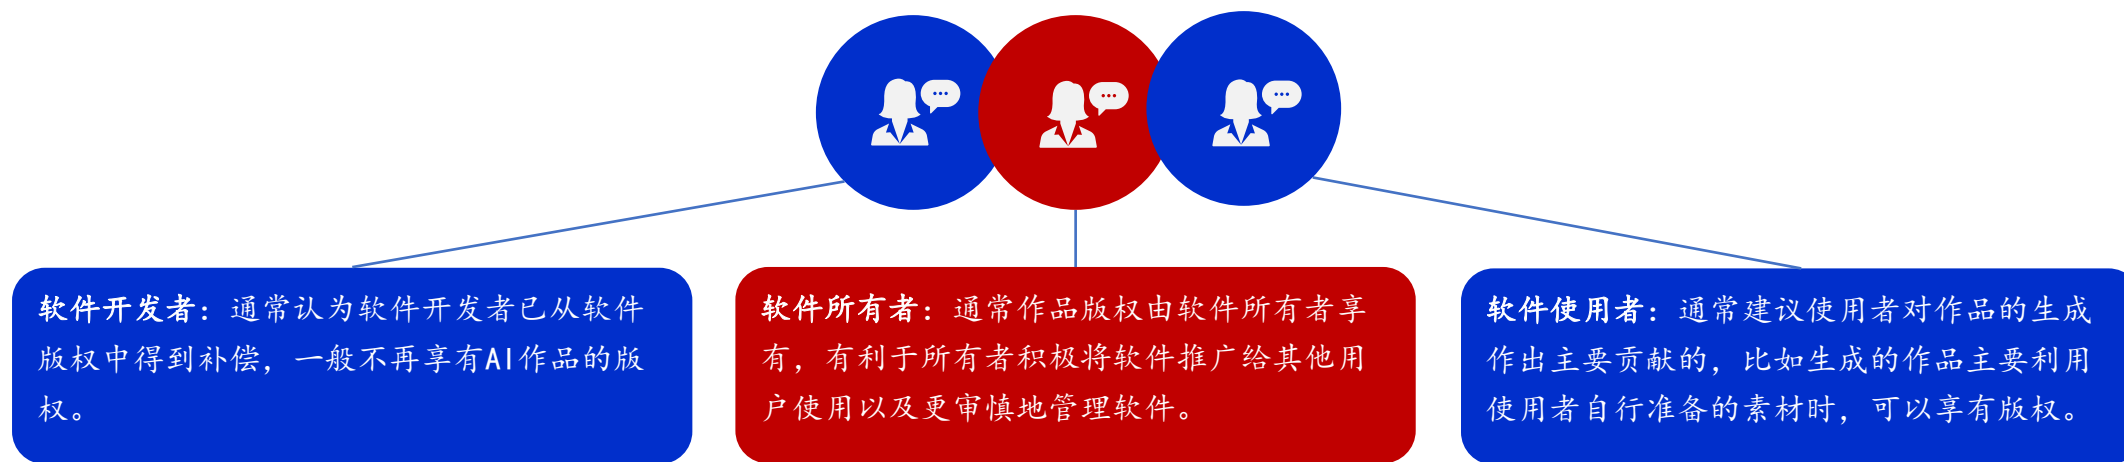 软件开发者：通常认为软件开发者已从软件
版权中得到补偿，一般不再享有AI作品的版
权。
软件所有者：通常作品版权由软件所有者享
有，有利于所有者积极将软件推广给其他用
户使用以及更审慎地管理软件。
软件使用者：通常建议使用者对作品的生成
作出主要贡献的，比如生成的作品主要利用
使用者自行准备的素材时，可以享有版权。